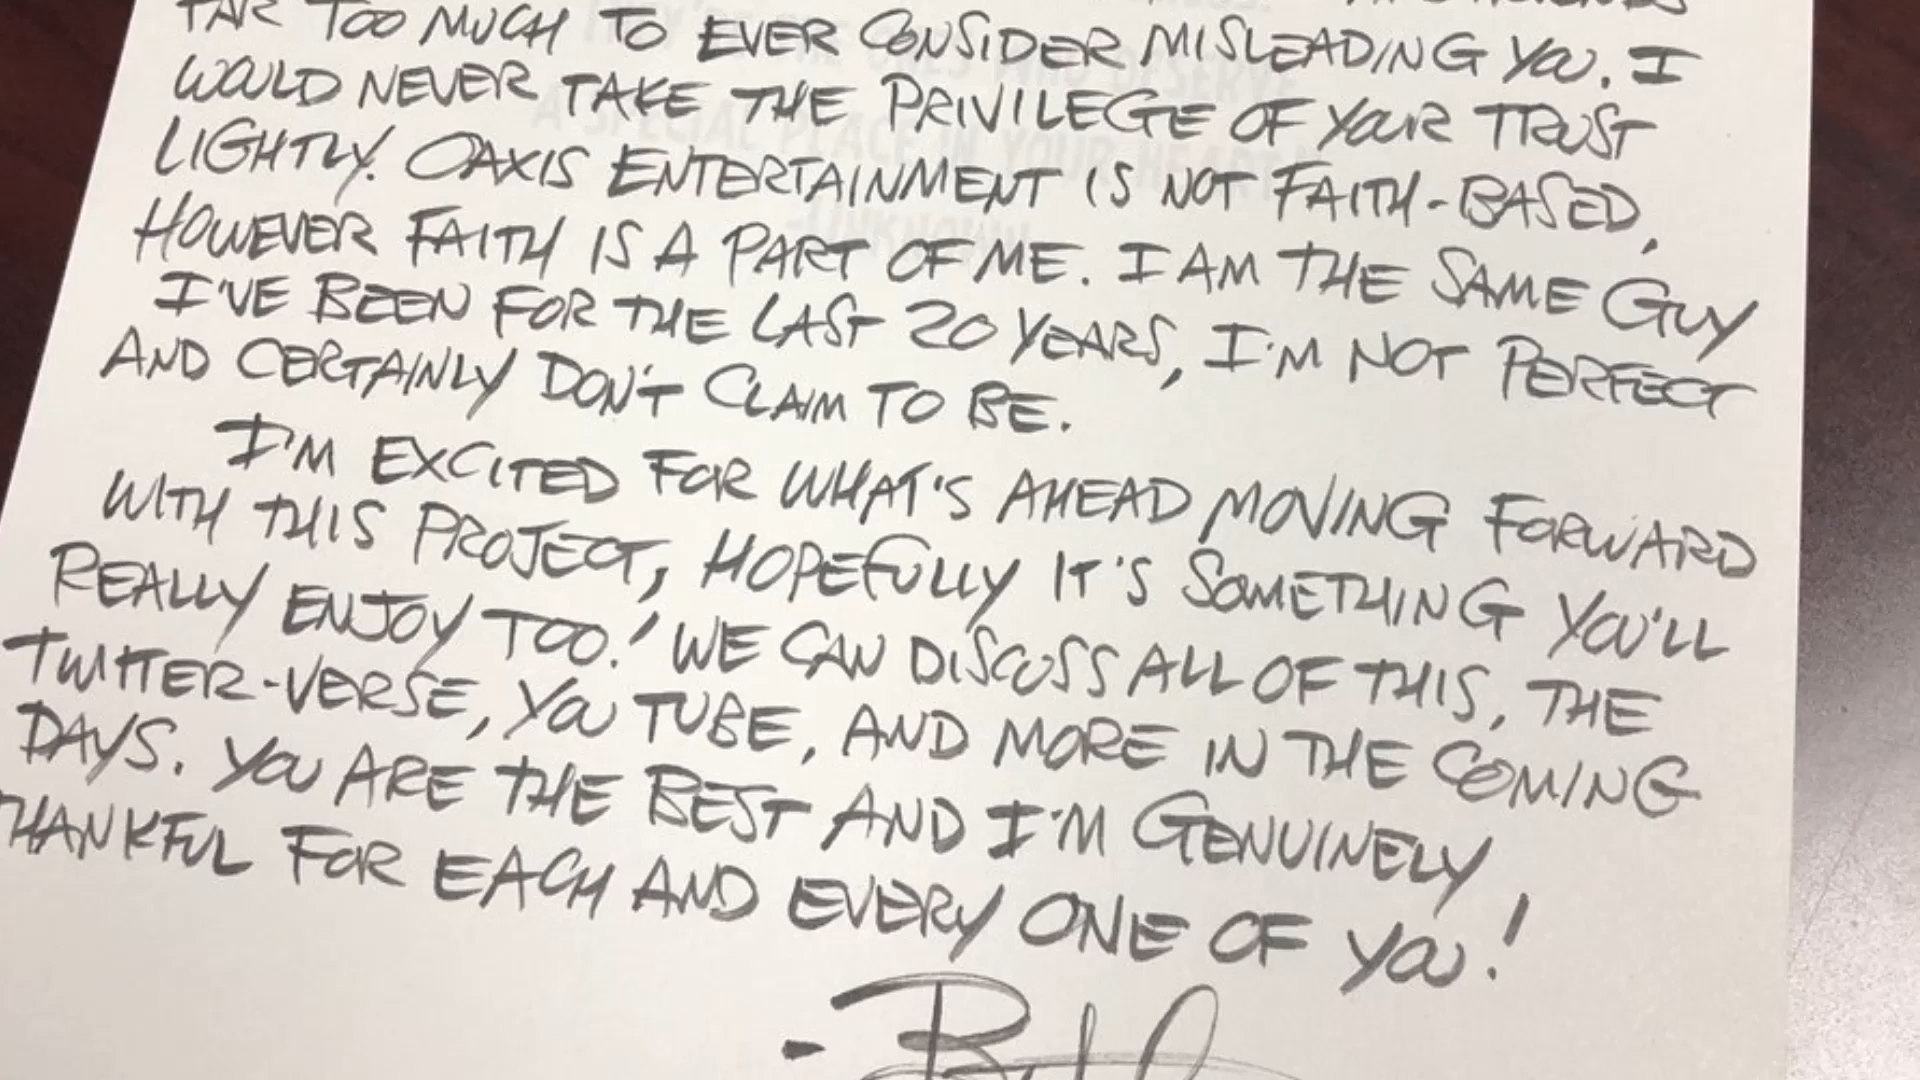 FAR TOO MUCH TO EVER CONSIDER MISLEADING YOU. I
WOULD NEVER TAKE THE PRIVILEGE OF YOUR TRUST
LIGHTLY. OAXIS ENTERTAINMENT IS NOT FAITH-BASED,
HOWEVER FAITH IS A PART OF ME. I AM THE SAME GUY
I'VE BEEN FOR THE LAST 20 YEARS, I'M NOT PERFECT
AND CERTAINLY DON'T CLAIM TO BE.
I'M EXCITED FOR WHAT'S AHEAD MOVING FORWARD
WITH THIS PROJECT, HOPEFULLY IT'S SOMETHING YOU'LL
REALLY ENJOY TOO! WE CAN DISCUSS ALL OF THIS, THE
TWITTER-VERSE, YOU TUBE, AND MORE IN THE COMING
DAYS. YOU ARE THE BEST AND I'M GENUINELY
THANKFUL FOR EACH AND EVERY ONE OF YOU!